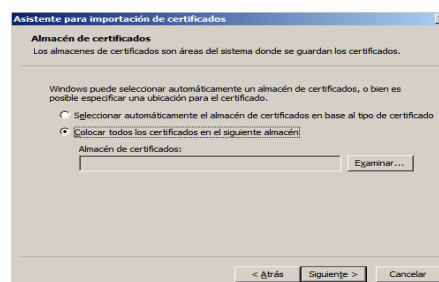 Asistente para importación de certificados
Almacén de certificados
Los almacenes de certificados son áreas del sistema donde se guardan los certificados.
Windows puede seleccionar automáticamente un almacén de certificados, o bien es
posible especificar una ubicación para el certificado.
Seleccionar automáticamente el almacén de certificados en base al tipo de certificado
Colocar todos los certificados en el siguiente almacén
Almacén de certificados:
Examinar...
< Atrás Siguiente > Cancelar